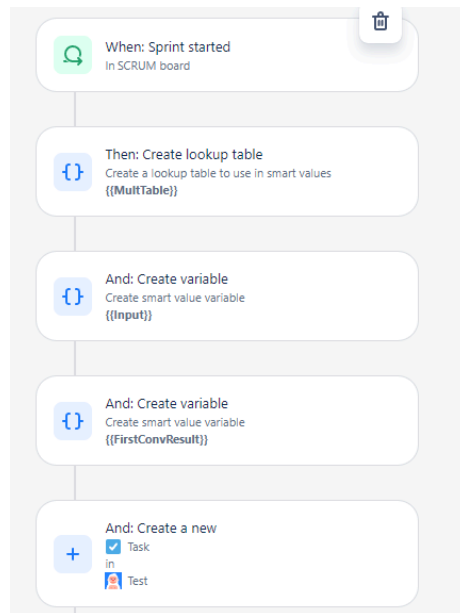 When: Sprint started
In SCRUM board
Then: Create lookup table
Create a lookup table to use in smart values
{{MultTable}}
And: Create variable
Create smart value variable
{{Input}}
And: Create variable
Create smart value variable
{{FirstConvResult}}
And: Create a new
Task
in
Test